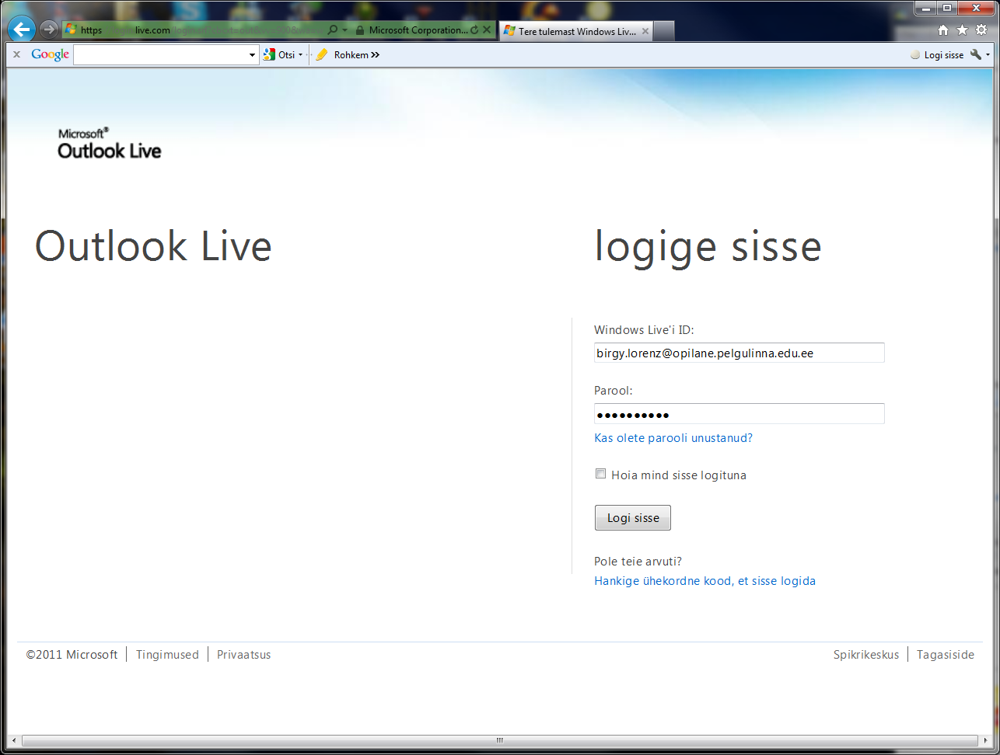 https live.com Microsoft Corporation... Tere tulemast Windows Liv...
x Google Otsi Rohkem >> Logi sisse
Microsoft®
Outlook Live
Outlook Live
logige sisse
Windows Live'i ID:
birgy.lorenz@opilane.pelgulinna.edu.ee
Parool:
••••••••••
Kas olete parooli unustanud?
Hoia mind sisse logituna
Logi sisse
Pole teie arvuti?
Hankige ühekordne kood, et sisse logida
©2011 Microsoft Tingimused Privaatsus Spikrikeskus Tagasiside